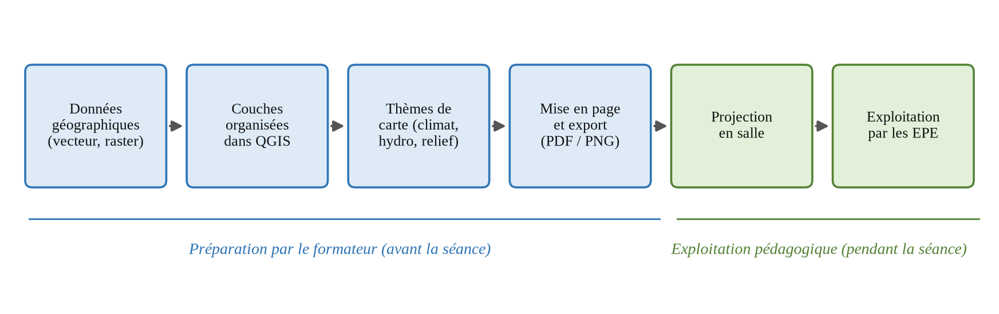 Données
géographiques
(vecteur, raster)
Couches
organisées
dans QGIS
Thèmes de
carte (climat,
hydro, relief)
Mise en page
et export
(PDF / PNG)
Projection
en salle
Exploitation
par les EPE
Préparation par le formateur (avant la séance)
Exploitation pédagogique (pendant la séance)